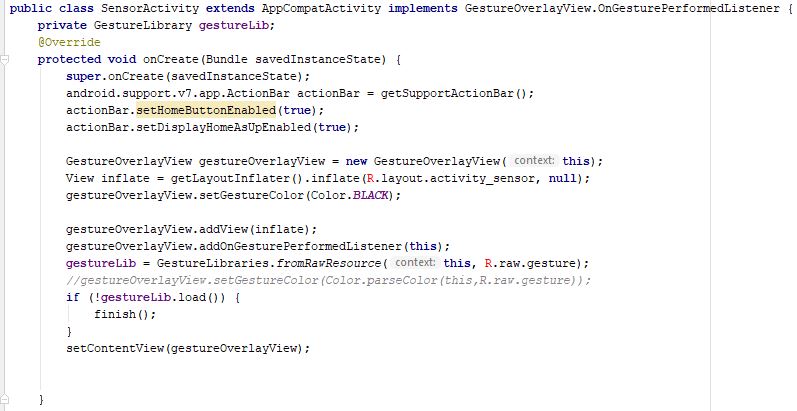 public class SensorActivity extends AppCompatActivity implements GestureOverlayView.OnGesturePerformedListener {
    private GestureLibrary gestureLib;
    @Override
    protected void onCreate(Bundle savedInstanceState) {
        super.onCreate(savedInstanceState);
        android.support.v7.app.ActionBar actionBar = getSupportActionBar();
        actionBar.setHomeButtonEnabled(true);
        actionBar.setDisplayHomeAsUpEnabled(true);
        GestureOverlayView gestureOverlayView = new GestureOverlayView( context: this);
        View inflate = getLayoutInflater().inflate(R.layout.activity_sensor, null);
        gestureOverlayView.setGestureColor(Color.BLACK);
        gestureOverlayView.addView(inflate);
        gestureOverlayView.addOnGesturePerformedListener(this);
        gestureLib = GestureLibraries.fromRawResource( context: this, R.raw.gesture);
        //gestureOverlayView.setGestureColor(Color.parseColor(this,R.raw.gesture));
        if (!gestureLib.load()) {
            finish();
        }
        setContentView(gestureOverlayView);
    }